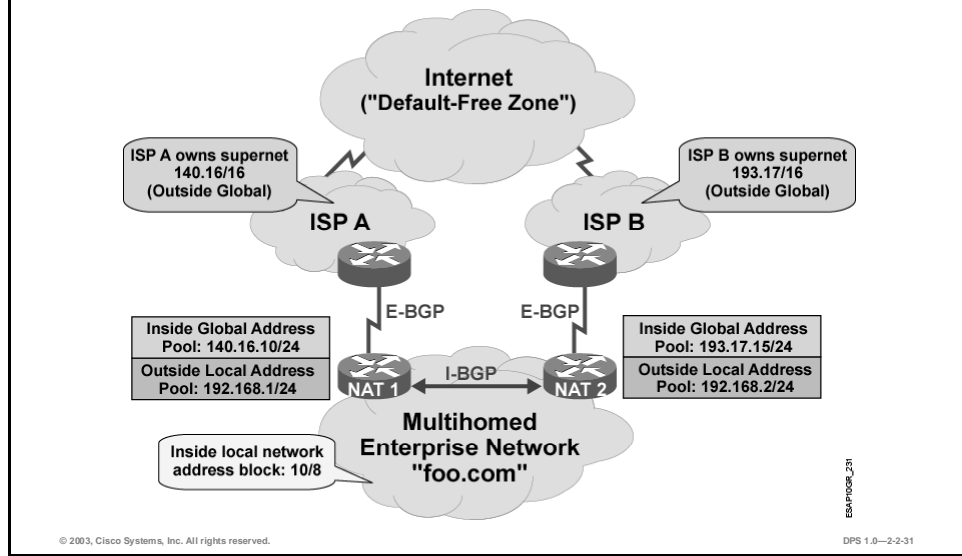 Internet
("Default-Free Zone")
ISP A owns supernet
140.16/16
(Outside Global)
ISP B owns supernet
193.17/16
(Outside Global)
ISP A
ISP B
E-BGP
E-BGP
Inside Global Address
Pool: 140.16.10/24
Outside Local Address
Pool: 192.168.1/24
Inside Global Address
Pool: 193.17.15/24
Outside Local Address
Pool: 192.168.2/24
NAT 1
I-BGP
NAT 2
Multihomed
Enterprise Network
"foo.com"
Inside local network
address block: 10/8
ESAP10GR_231
© 2003, Cisco Systems, Inc. All rights reserved.
DPS 1.0—2-2-31